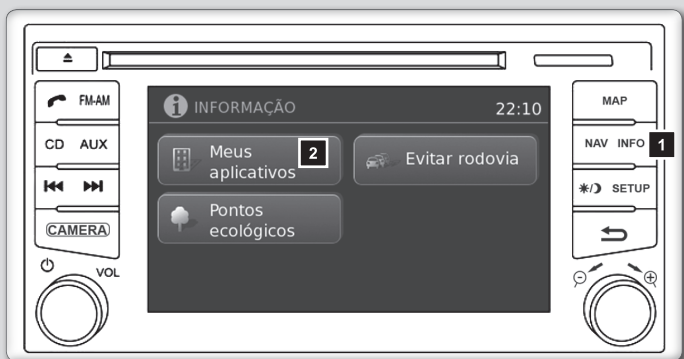 FM-AM
CD AUX
CAMERA
VOL
INFORMAÇÃO 22:10
Meus
aplicativos
2
Evitar rodovia
Pontos
ecológicos
MAP
NAV INFO
1
SETUP